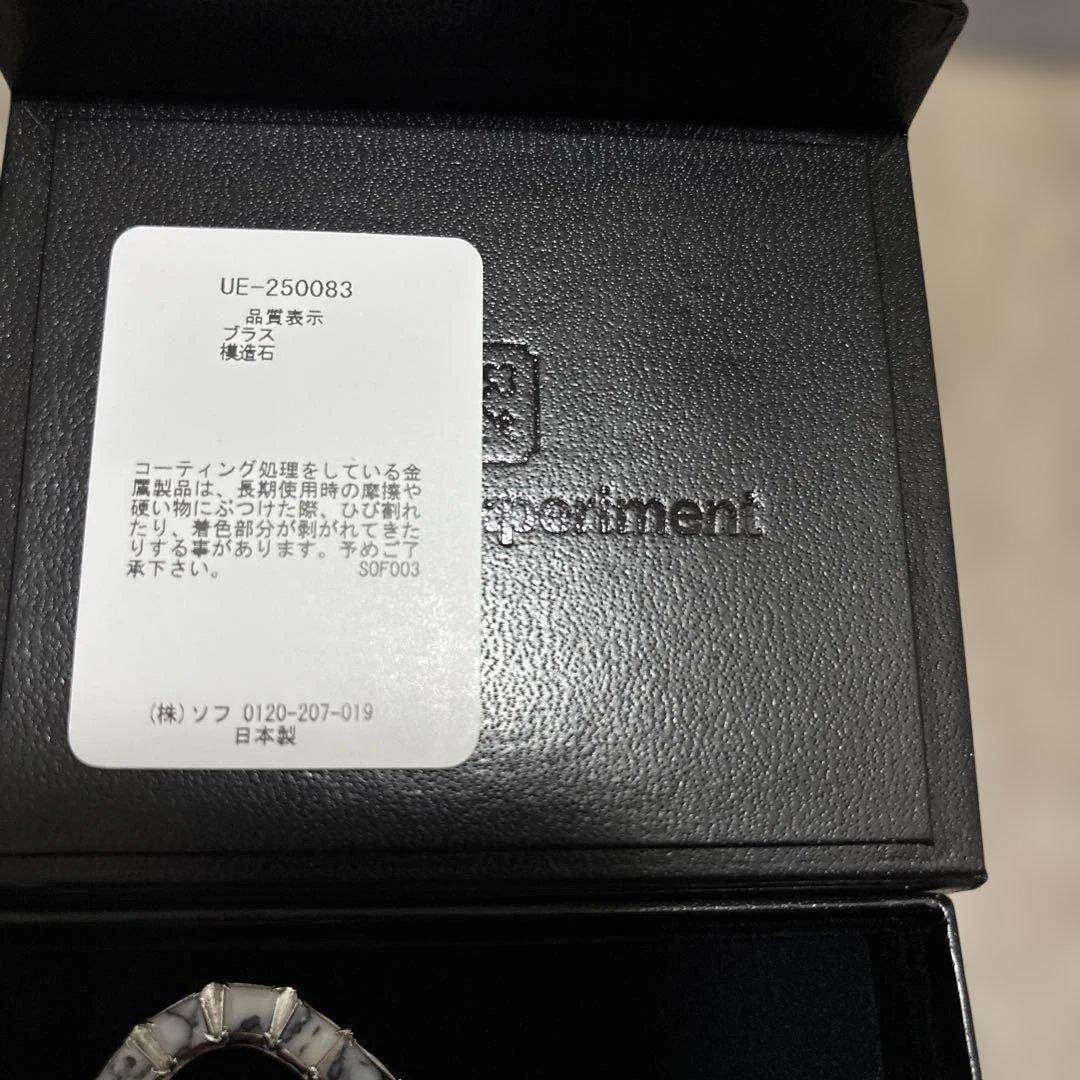 UE-250083
品質表示
ブラス
模造石
コーティング処理をしている金
属製品は、長期使用時の摩擦や
硬い物にぶつけた際、ひび割れ
たり、着色部分が剥がれてきた
りする事があります。予めご了
承下さい。 SOF003
(株)ソフ 0120-207-019
日本製
periment